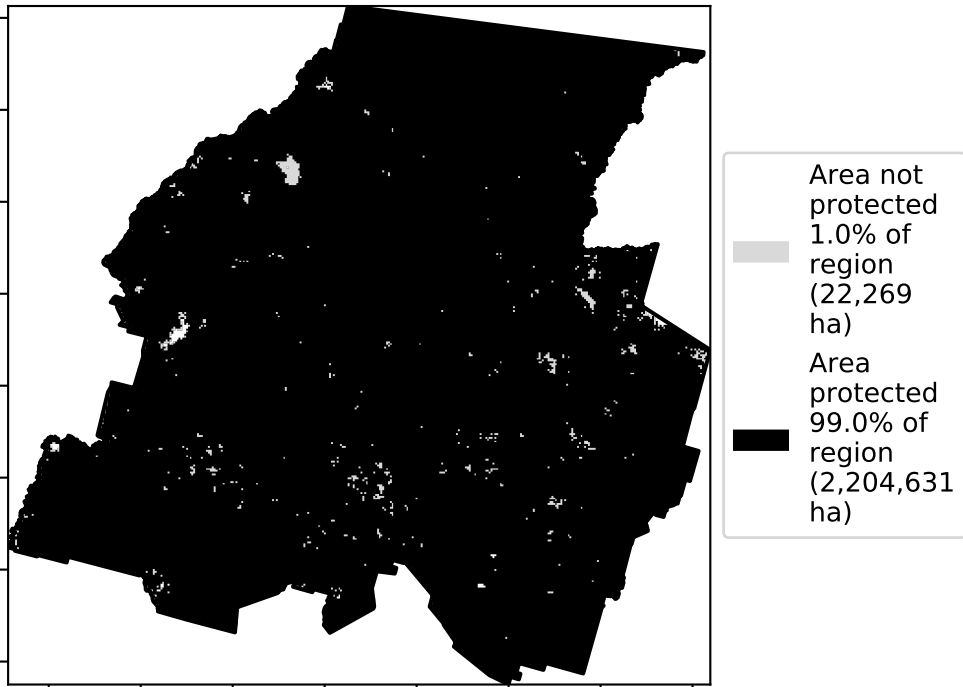 Area not
protected
1.0% of
region
(22,269
ha)
Area
protected
99.0% of
region
(2,204,631
ha)